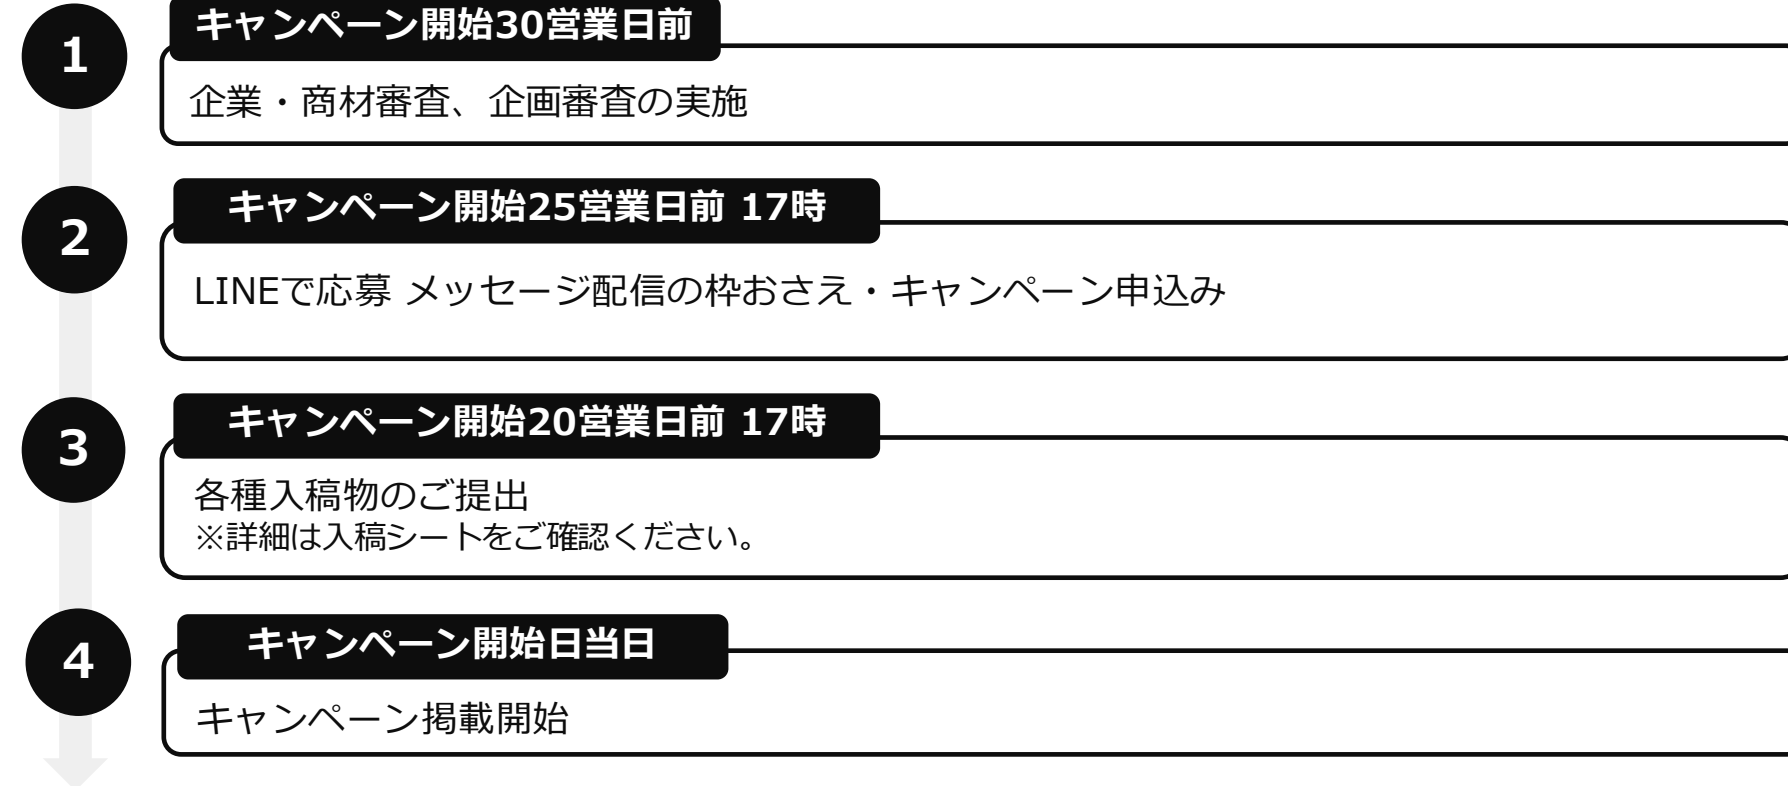 1
キャンペーン開始30営業日前
企業・商材審査、企画審査の実施
2
キャンペーン開始25営業日前 17時
LINEで応募 メッセージ配信の枠おさえ・キャンペーン申込み
3
キャンペーン開始20営業日前 17時
各種入稿物のご提出
※詳細は入稿シートをご確認ください。
4
キャンペーン開始日当日
キャンペーン掲載開始